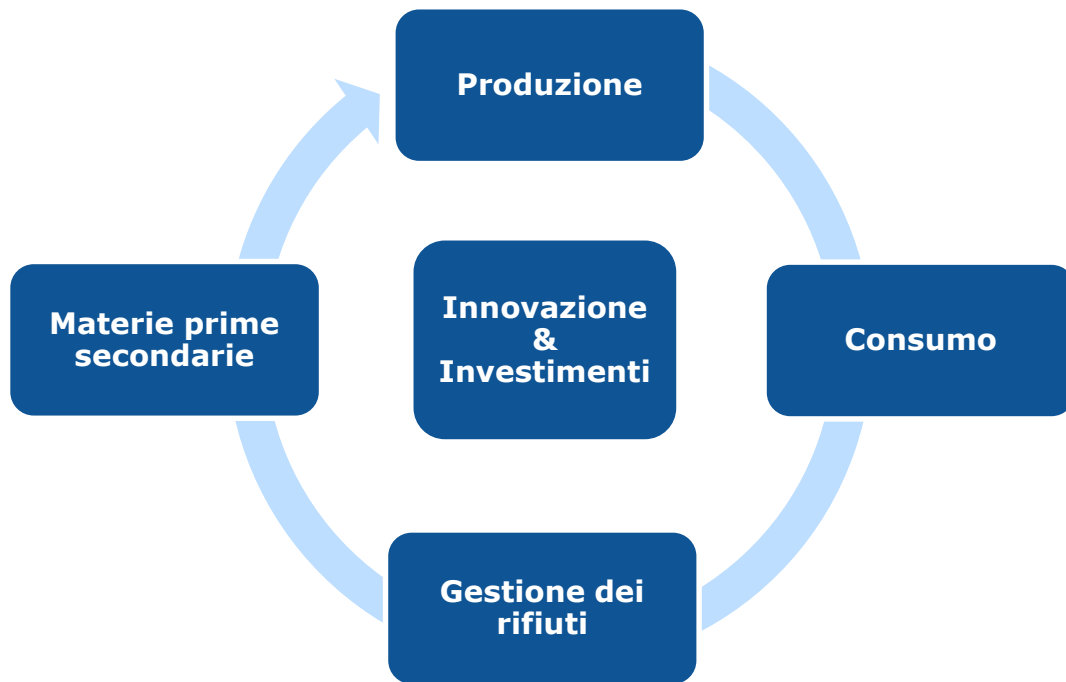 Produzione
Materie prime
secondarie
Innovazione
&
Investimenti
Consumo
Gestione dei
rifiuti